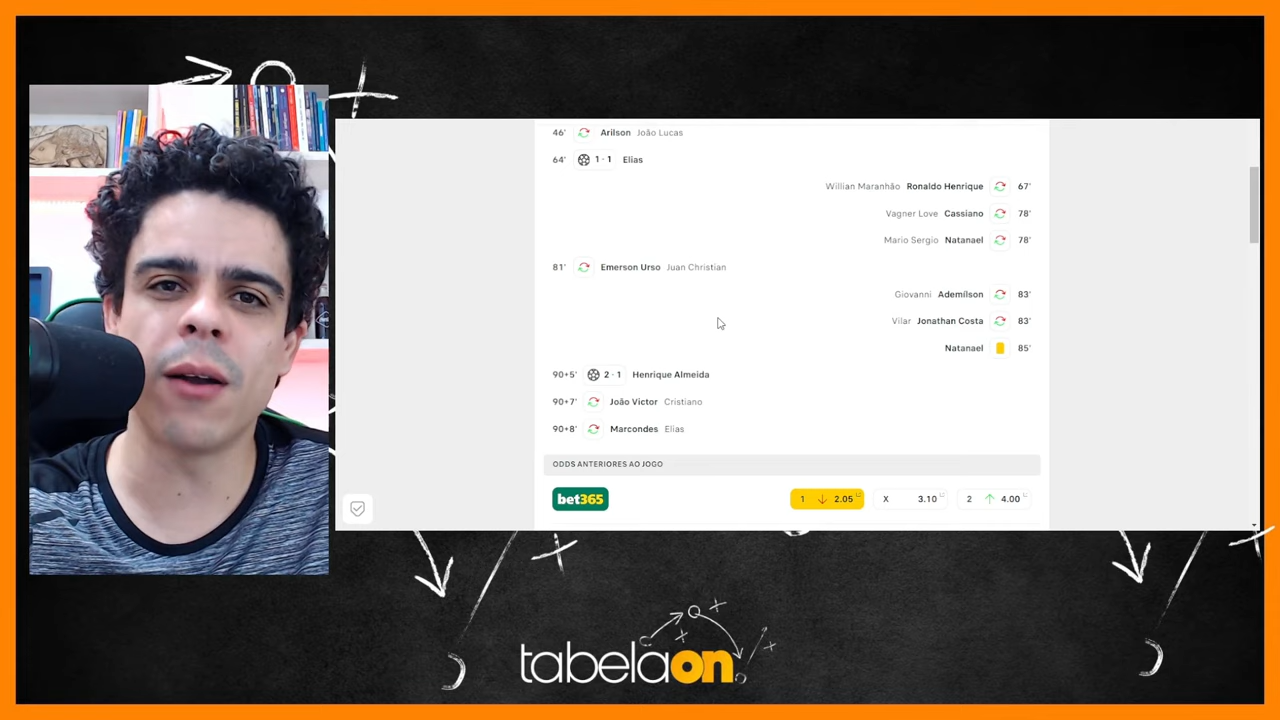 46' Arilson João Lucas
64' 1 - 1 Elias
Willian Maranhão Ronaldo Henrique 67'
Vagner Love Cassiano 78'
Mario Sergio Natanael 78'
81' Emerson Urso Juan Christian
Giovanni Ademílson 83'
Vilar Jonathan Costa 83'
Natanael 85'
90+5' 2 - 1 Henrique Almeida
90+7' João Victor Cristiano
90+8' Marcondes Elias
ODDS ANTERIORES AO JOGO
bet365 1 2.05 X 3.10 2 4.00
tabelaon